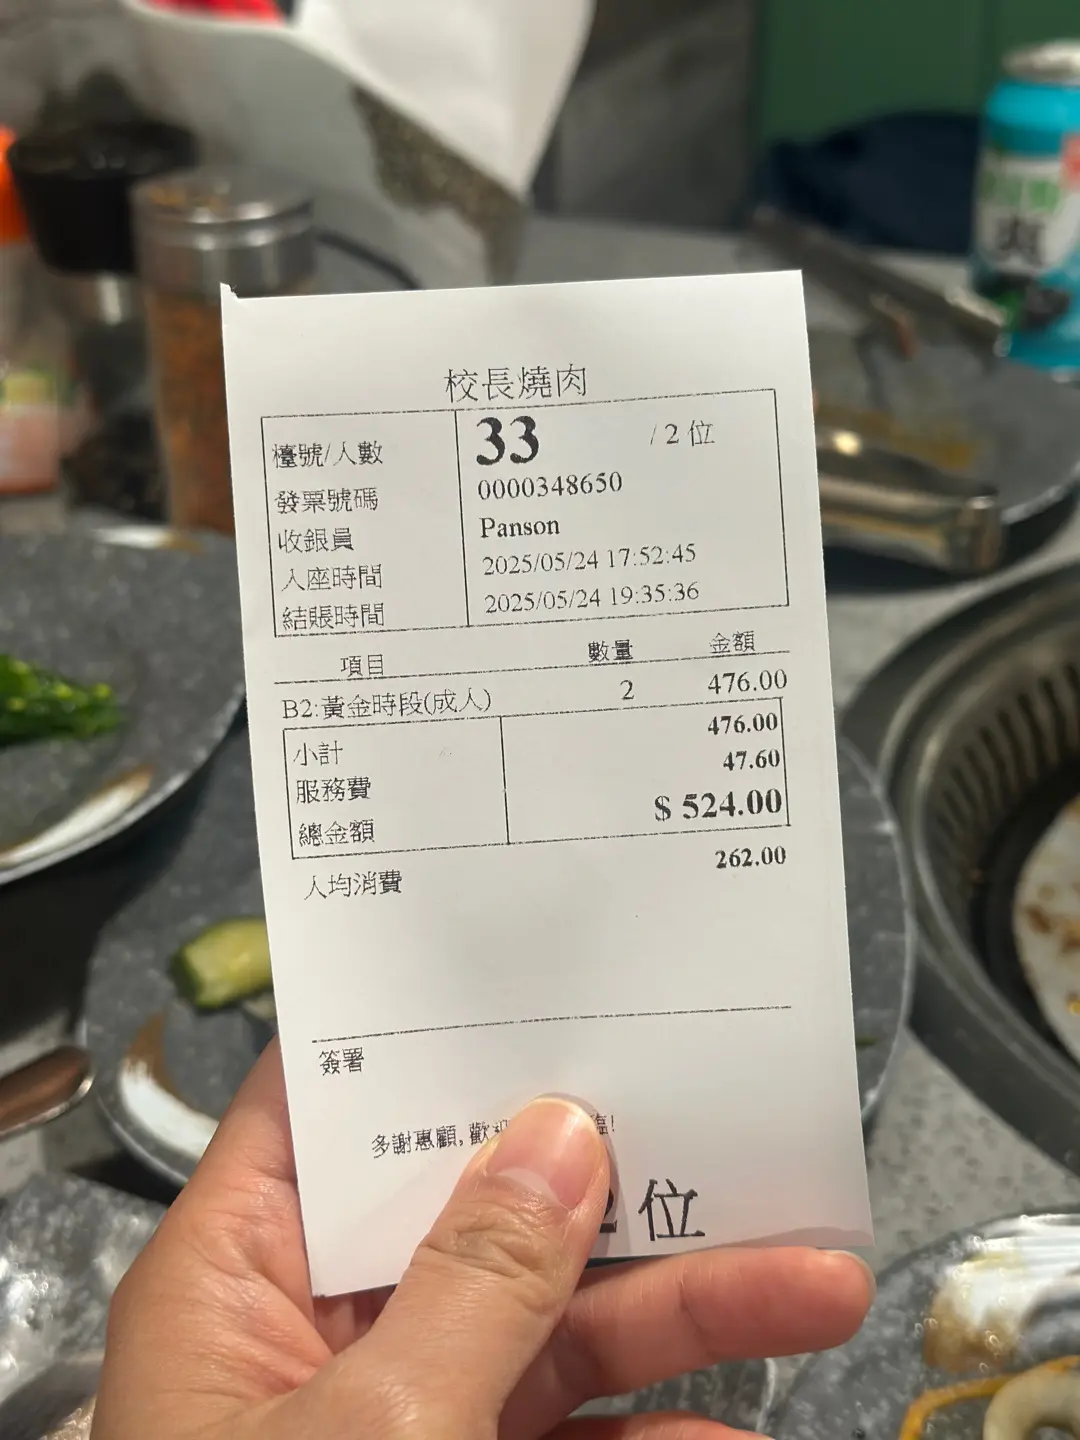 校長燒肉
檯號/人數 33 / 2 位
發票號碼 0000348650
收銀員 Panson
入座時間 2025/05/24 17:52:45
結賬時間 2025/05/24 19:35:36
項目 數量 金額
B2:黃金時段(成人) 2 476.00
小計 476.00
服務費 47.60
總金額 $ 524.00
人均消費 262.00
簽署
多謝惠顧,歡 臨!
2 位
爽